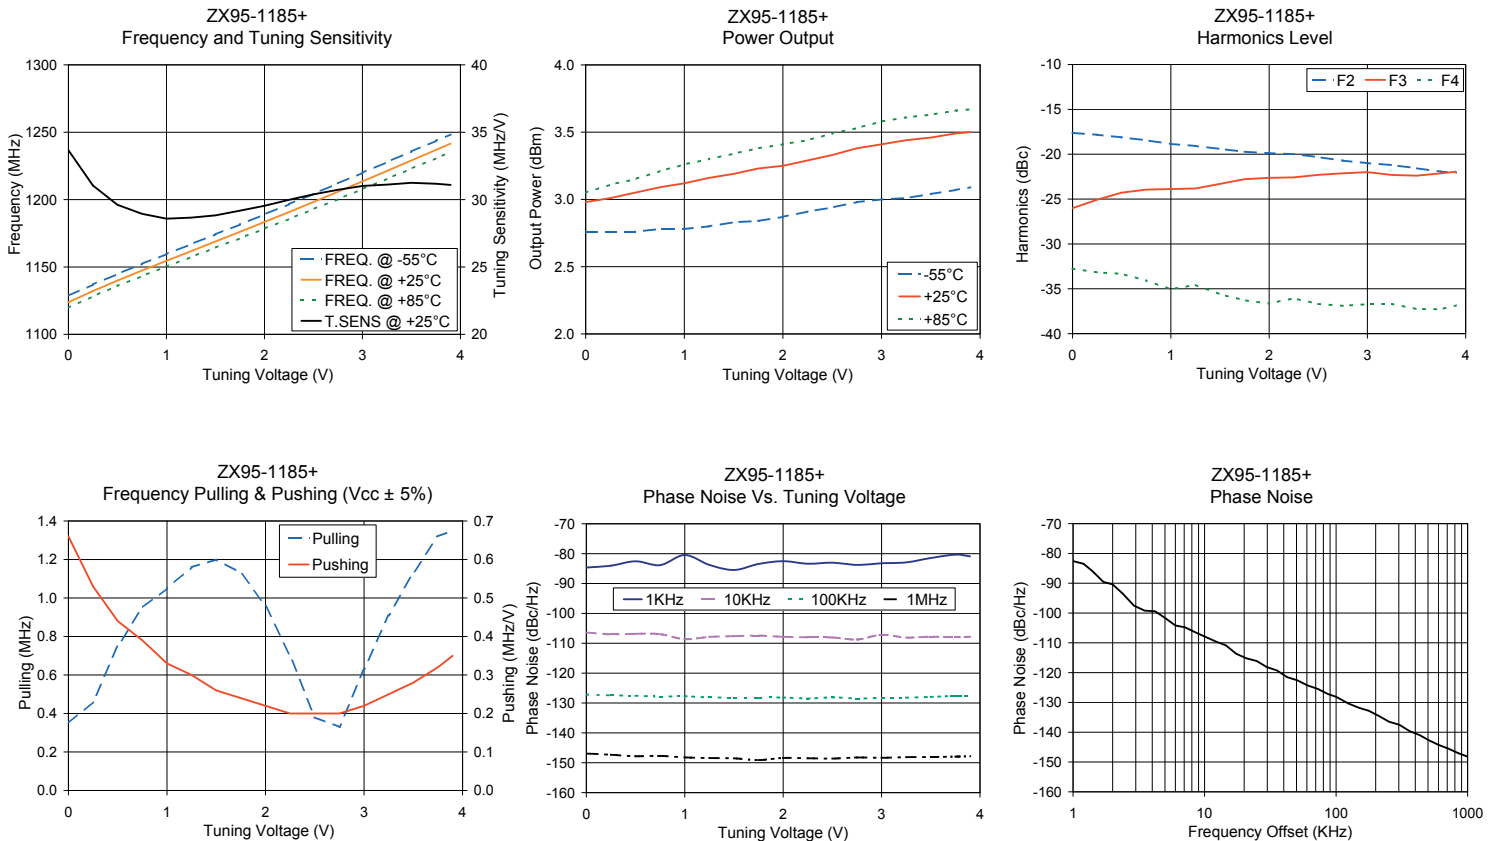 ZX95-1185+
Frequency and Tuning Sensitivity
1300
1250
1200
1150
1100
40
35
30
25
20
Frequency (MHz)
Tuning Sensitivity (MHz/V)
FREQ. @ -55°C
FREQ. @ +25°C
FREQ. @ +85°C
T.SENS @ +25°C
0 1 2 3 4
Tuning Voltage (V)
ZX95-1185+
Power Output
4.0
3.5
3.0
2.5
2.0
Output Power (dBm)
-55°C
+25°C
+85°C
0 1 2 3 4
Tuning Voltage (V)
ZX95-1185+
Harmonics Level
-10
-15
-20
-25
-30
-35
-40
Harmonics (dBc)
F2 F3 F4
0 1 2 3 4
Tuning Voltage (V)
ZX95-1185+
Frequency Pulling & Pushing (Vcc ± 5%)
1.4
1.2
1.0
0.8
0.6
0.4
0.2
0.0
0.7
0.6
0.5
0.4
0.3
0.2
0.1
0.0
Pulling (MHz)
Pushing (MHz/V)
Pulling
Pushing
0 1 2 3 4
Tuning Voltage (V)
ZX95-1185+
Phase Noise Vs. Tuning Voltage
-70
-80
-90
-100
-110
-120
-130
-140
-150
-160
Phase Noise (dBc/Hz)
1KHz 10KHz 100KHz 1MHz
0 1 2 3 4
Tuning Voltage (V)
ZX95-1185+
Phase Noise
-70
-80
-90
-100
-110
-120
-130
-140
-150
-160
Phase Noise (dBc/Hz)
1 10 100 1000
Frequency Offset (KHz)